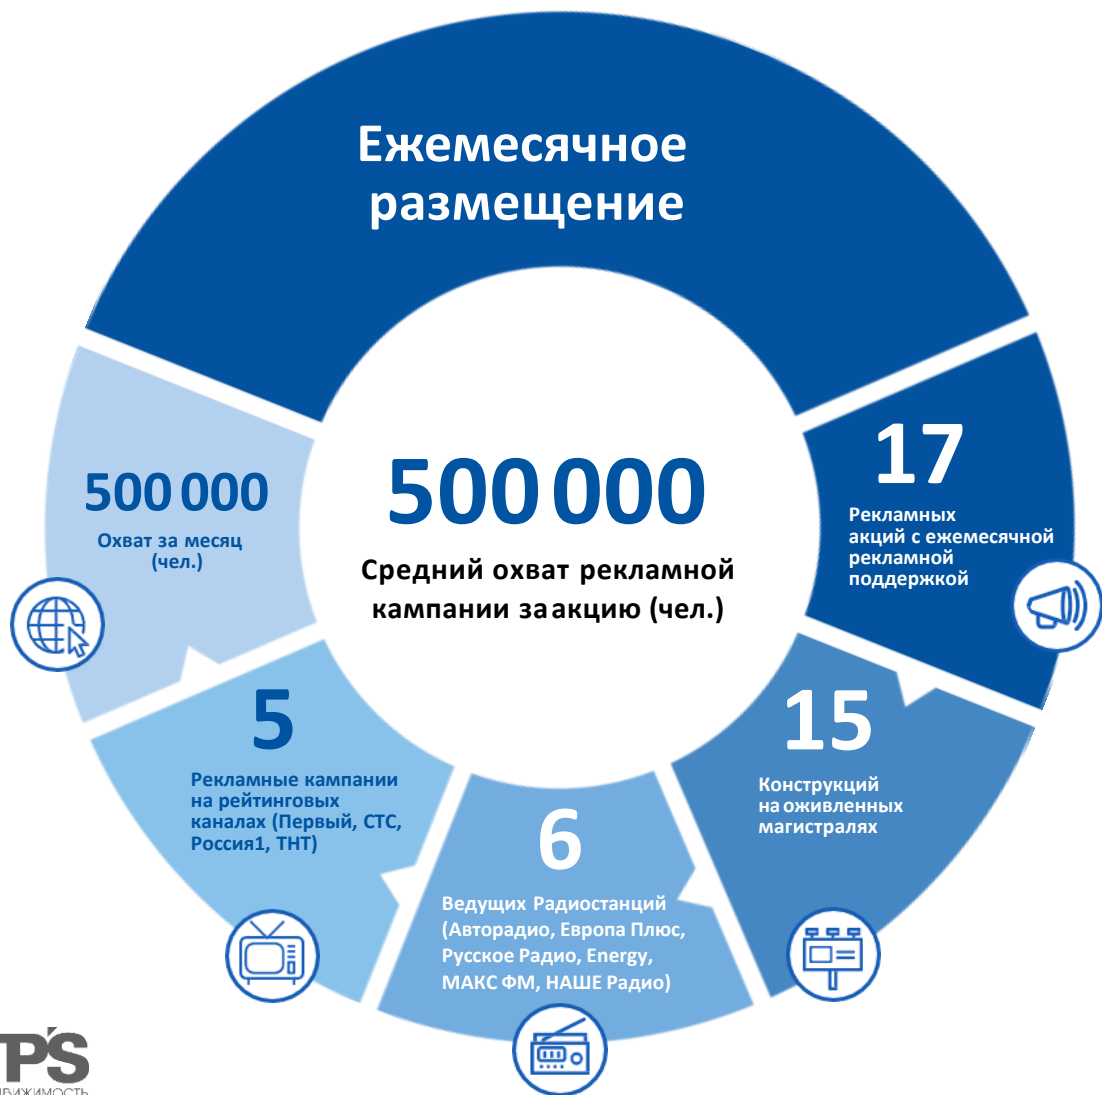 Ежемесячное
размещение
17
Рекламных
акций с ежемесячной
рекламной
поддержкой
500 000
Охват за месяц
(чел.)
500 000
Средний охват рекламной
кампании за акцию (чел.)
5
Рекламные кампании
на рейтинговых
каналах (Первый, СТС,
Россия1, ТНТ)
15
Конструкций
на оживленных
магистралях
6
Ведущих Радиостанций
(Авторадио, Европа Плюс,
Русское Радио, Energy,
МАКС ФМ, НАШЕ Радио)
TPS